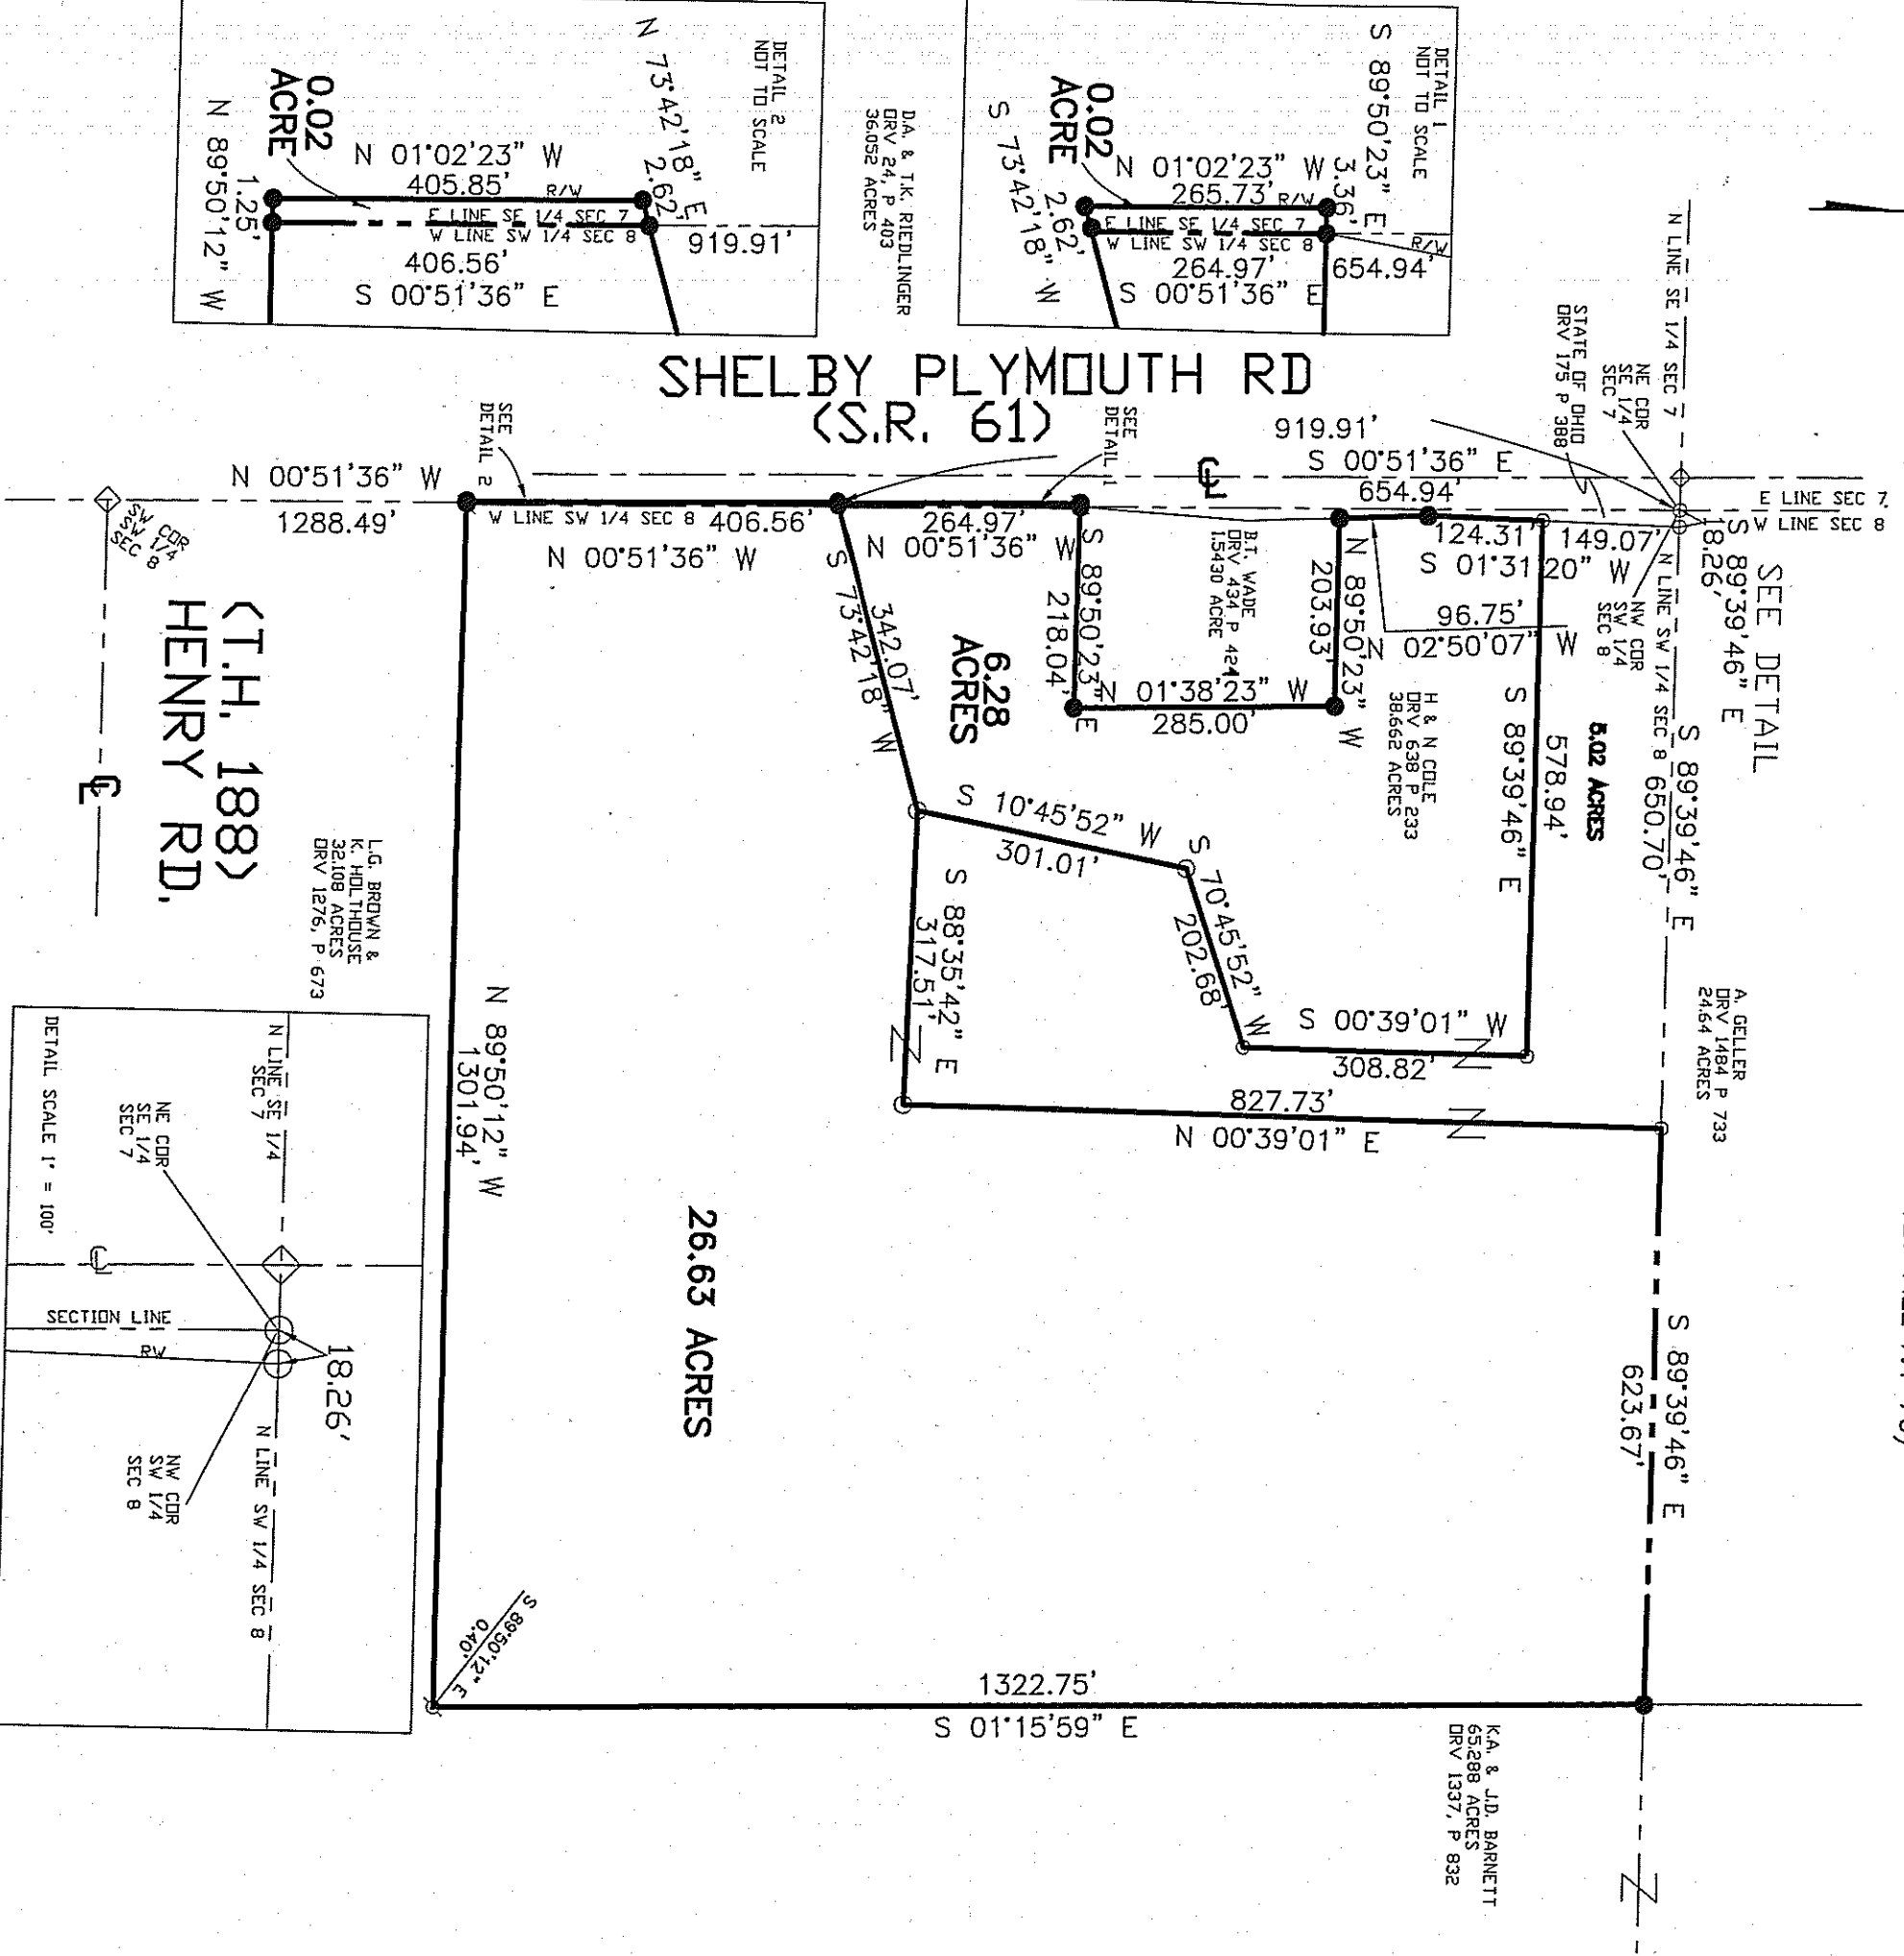 DETAIL 1
NOT TO SCALE
S 89°50'23" E
3.36'
0.02
ACRE
N 01°02'23" W
265.73'
R/W
E LINE SE 1/4 SEC 7
W LINE SW 1/4 SEC 8
264.97'
S 00°51'36" E
654.94'
R/W
2.62'
S 73°42'18" W
DETAIL 2
NOT TO SCALE
N 73°42'18" E
2.62'
0.02
ACRE
N 01°02'23" W
405.85'
R/W
E LINE SE 1/4 SEC 7
W LINE SW 1/4 SEC 8
406.56'
S 00°51'36" E
919.91'
1.25'
N 89°50'12" W
D.A. & T.K. RIEDLINGER
ORV 24, P 403
36.052 ACRES
SHELBY PLYMOUTH RD
(S.R. 61)
SEE
DETAIL 2
SEE
DETAIL 1
N LINE SE 1/4 SEC 7
NE COR
SE 1/4
SEC 7
STATE OF OHIO
ORV 175 P 388
919.91'
S 00°51'36" E
654.94'
E LINE SEC 7
W LINE SEC 8
SEE DETAIL
S 89°39'46" E
18.26'
149.07'
124.31'
S 01°31'20" W
NW COR
SW 1/4
SEC 8
N LINE SW 1/4 SEC 8
S 89°39'46" E
650.70'
96.75'
N 02°50'07" W
N 89°50'23" W
203.93'
B.T. WADE
ORV 434 P 424
1.5430 ACRE
S 89°50'23" E
218.04'
N 01°38'23" W
285.00'
H & N COLE
ORV 638 P 233
38.662 ACRES
5.02 ACRES
578.94'
S 89°39'46" E
6.28
ACRES
264.97'
N 00°51'36" W
342.07'
S 73°42'18" W
W LINE SW 1/4 SEC 8
406.56'
N 00°51'36" W
N 00°51'36" W
1288.49'
SW COR
SW 1/4
SEC 8
S 10°45'52" W
301.01'
S 70°45'52" W
202.68'
S 00°39'01" W
308.82'
S 88°35'42" E
317.51'
827.73'
N 00°39'01" E
A. GELLER
ORV 1484 P 733
24.64 ACRES
(T.H. 188)
HENRY RD.
L.G. BROWN &
K. HOLTHOUSE
32.108 ACRES
ORV 1276, P 673
N 89°50'12" W
1301.94'
26.63 ACRES
S 89°39'46" E
623.67'
1322.75'
S 01°15'59" E
S 89°50'12" E
0.40'
K.A. & J.D. BARNETT
65.288 ACRES
ORV 1337, P 832
DETAIL SCALE 1" = 100'
N LINE SE 1/4
SEC 7
NE COR
SE 1/4
SEC 7
SECTION LINE
RW
18.26'
NW COR
SW 1/4
SEC 8
N LINE SW 1/4 SEC 8